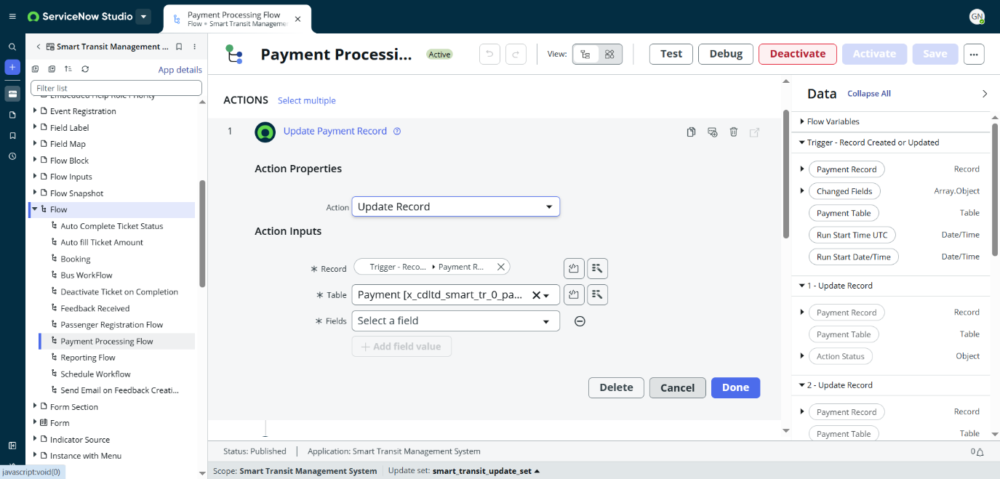 ServiceNow Studio
Payment Processing Flow
Flow • Smart Transit Managemen
GN
Smart Transit Management ...
App details
Filter list
Embedded Help Role Priority
Event Registration
Field Label
Field Map
Flow Block
Flow Inputs
Flow Snapshot
Flow
Auto Complete Ticket Status
Auto fill Ticket Amount
Booking
Bus WorkFlow
Deactivate Ticket on Completion
Feedback Received
Passenger Registration Flow
Payment Processing Flow
Reporting Flow
Schedule Workflow
Send Email on Feedback Creati...
Form Section
Form
Indicator Source
Instance with Menu
javascript:void(0)
Payment Processi...
Active
View:
Test
Debug
Deactivate
Activate
Save
...
ACTIONS Select multiple
1 Update Payment Record
Action Properties
Action Update Record
Action Inputs
* Record Trigger - Reco... Payment R...
* Table Payment [x_cdltd_smart_tr_0_pa...
* Fields Select a field
+ Add field value
Delete
Cancel
Done
Data Collapse All
Flow Variables
Trigger - Record Created or Updated
Payment Record Record
Changed Fields Array.Object
Payment Table Table
Run Start Time UTC Date/Time
Run Start Date/Time Date/Time
1 - Update Record
Payment Record Record
Payment Table Table
Action Status Object
2 - Update Record
Payment Record Record
Payment Table Table
Status: Published | Application: Smart Transit Management System
0
Scope: Smart Transit Management System | Update set: smart_transit_update_set